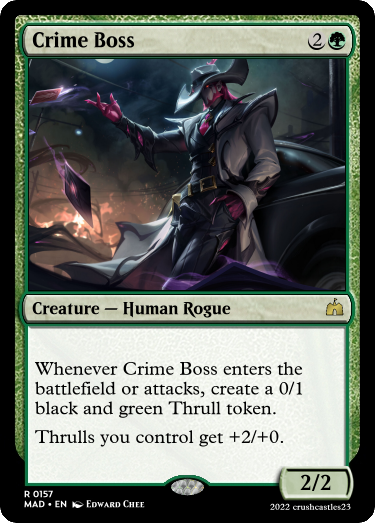 Crime Boss 2
Creature — Human Rogue
Whenever Crime Boss enters the
battlefield or attacks, create a 0/1
black and green Thrull token.
Thrulls you control get +2/+0.
2/2
R 0157
MAD • EN Edward Chee
2022 crushcastles23